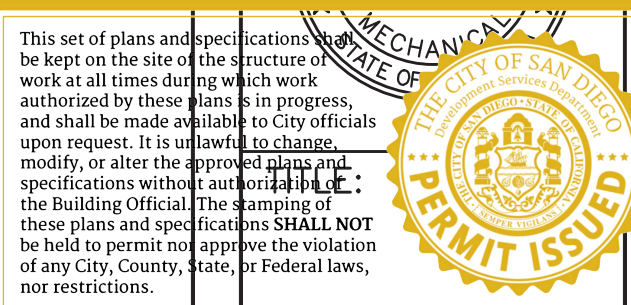 This set of plans and specifications shall
be kept on the site of the structure of
work at all times during which work
authorized by these plans is in progress,
and shall be made available to City officials
upon request. It is unlawful to change,
modify, or alter the approved plans and
specifications without authorization of
the Building Official. The stamping of
these plans and specifications SHALL NOT
be held to permit nor approve the violation
of any City, County, State, or Federal laws,
nor restrictions.
TITLE:
MECHANICAL
STATE OF
THE CITY OF SAN DIEGO
Development Services Department
THE CITY OF SAN DIEGO • STATE OF CALIFORNIA
SEMPER VIGILANS
PERMIT ISSUED